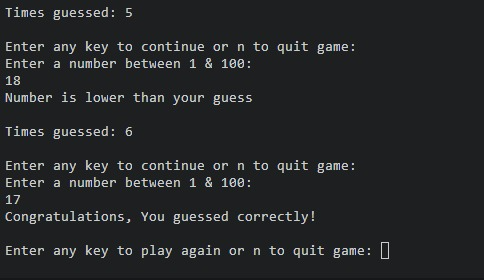 Times guessed: 5
Enter any key to continue or n to quit game:
Enter a number between 1 & 100:
18
Number is lower than your guess
Times guessed: 6
Enter any key to continue or n to quit game:
Enter a number between 1 & 100:
17
Congratulations, You guessed correctly!
Enter any key to play again or n to quit game: